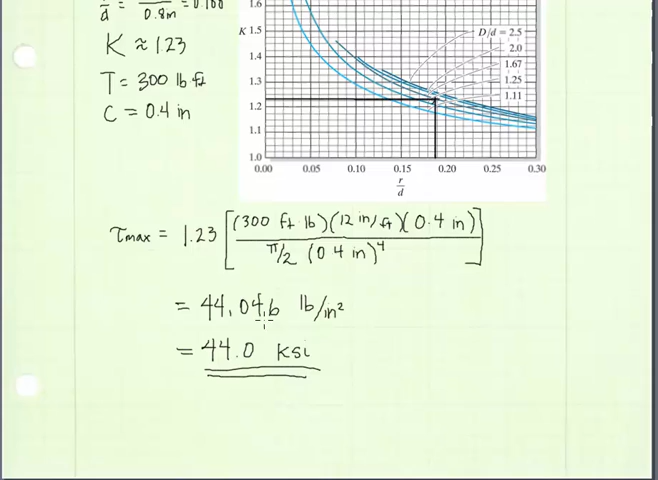 d = 0.8in = 0.188
K ≈ 1.23
T = 300 lb ft
C = 0.4 in
1.6
K 1.5
1.4
1.3
1.2
1.1
1.0
D/d = 2.5
2.0
1.67
1.25
1.11
0.00 0.05 0.10 0.15 0.20 0.25 0.30
r
d
τmax = 1.23 [(300 ft·lb)(12 in/ft)(0.4 in)
π/2 (0.4 in)⁴]
= 44,046 lb/in²
= 44.0 ksi